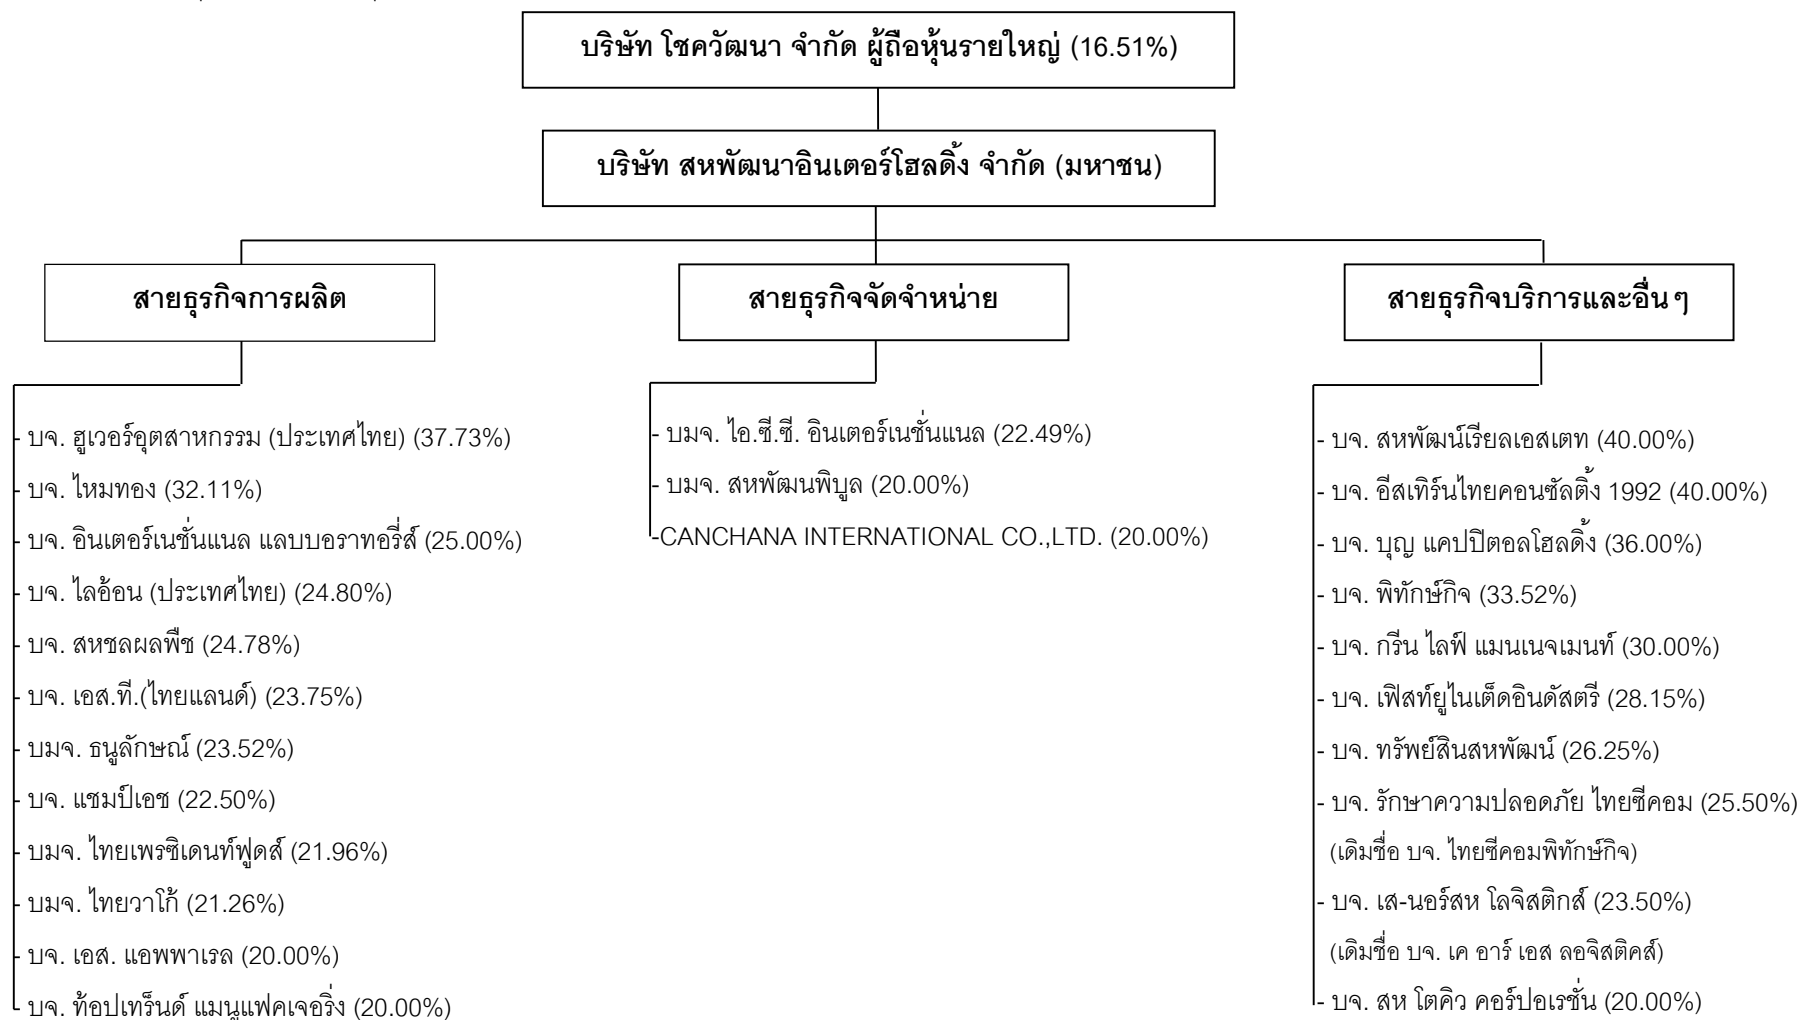 บริษัท โชควัฒนา จำกัด ผู้ถือหุ้นรายใหญ่ (16.51%)
บริษัท สหพัฒนาอินเตอร์โฮลดิ้ง จำกัด (มหาชน)
สายธุรกิจการผลิต
- บจ. ฮูเวอร์อุตสาหกรรม (ประเทศไทย) (37.73%)
- บจ. ไหมทอง (32.11%)
- บจ. อินเตอร์เนชั่นแนล แลบบอราทอรี่ส์ (25.00%)
- บจ. ไลอ้อน (ประเทศไทย) (24.80%)
- บจ. สหชลผลพืช (24.78%)
- บจ. เอส.ที.(ไทยแลนด์) (23.75%)
- บมจ. ธนูลักษณ์ (23.52%)
- บจ. แชมป์เอช (22.50%)
- บมจ. ไทยเพรซิเดนท์ฟูดส์ (21.96%)
- บมจ. ไทยวาโก้ (21.26%)
- บจ. เอส. แอพพาเรล (20.00%)
- บจ. ท้อปเทร็นด์ แมนูแฟคเจอริ่ง (20.00%)
สายธุรกิจจัดจำหน่าย
- บมจ. ไอ.ซี.ซี. อินเตอร์เนชั่นแนล (22.49%)
- บมจ. สหพัฒนพิบูล (20.00%)
-CANCHANA INTERNATIONAL CO.,LTD. (20.00%)
สายธุรกิจบริการและอื่นๆ
- บจ. สหพัฒน์เรียลเอสเตท (40.00%)
- บจ. อีสเทิร์นไทยคอนซัลติ้ง 1992 (40.00%)
- บจ. บุญ แคปปิตอลโฮลดิ้ง (36.00%)
- บจ. พิทักษ์กิจ (33.52%)
- บจ. กรีน ไลฟ์ แมนเนจเมนท์ (30.00%)
- บจ. เฟิสท์ยูไนเต็ดอินดัสตรี (28.15%)
- บจ. ทรัพย์สินสหพัฒน์ (26.25%)
- บจ. รักษาความปลอดภัย ไทยซีคอม (25.50%)
(เดิมชื่อ บจ. ไทยซีคอมพิทักษ์กิจ)
- บจ. เส-นอร์สห โลจิสติกส์ (23.50%)
(เดิมชื่อ บจ. เค อาร์ เอส ลอจิสติคส์)
- บจ. สห โตคิว คอร์ปอเรชั่น (20.00%)